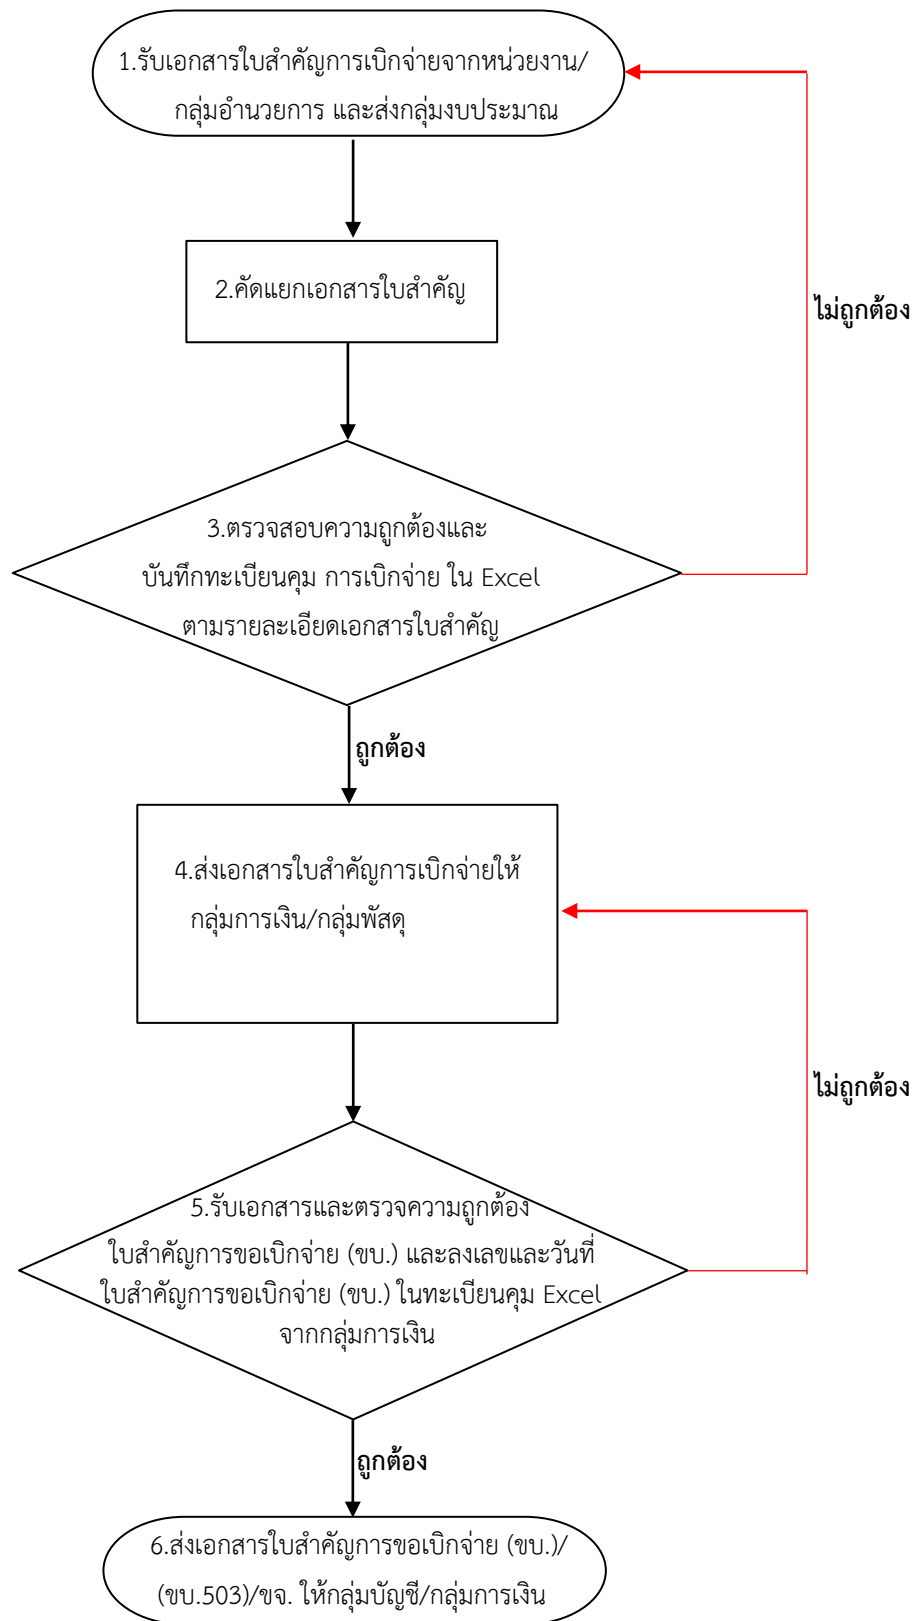 1.รับเอกสารใบสำคัญการเบิกจ่ายจากหน่วยงาน/
กลุ่มอำนวยการ และส่งกลุ่มงบประมาณ
2.คัดแยกเอกสารใบสำคัญ
ไม่ถูกต้อง
3.ตรวจสอบความถูกต้องและ
บันทึกทะเบียนคุม การเบิกจ่าย ใน Excel
ตามรายละเอียดเอกสารใบสำคัญ
ถูกต้อง
4.ส่งเอกสารใบสำคัญการเบิกจ่ายให้
กลุ่มการเงิน/กลุ่มพัสดุ
ไม่ถูกต้อง
5.รับเอกสารและตรวจความถูกต้อง
ใบสำคัญการขอเบิกจ่าย (ขบ.) และลงเลขและวันที่
ใบสำคัญการขอเบิกจ่าย (ขบ.) ในทะเบียนคุม Excel
จากกลุ่มการเงิน
ถูกต้อง
6.ส่งเอกสารใบสำคัญการขอเบิกจ่าย (ขบ.)/
(ขบ.503)/ขจ. ให้กลุ่มบัญชี/กลุ่มการเงิน